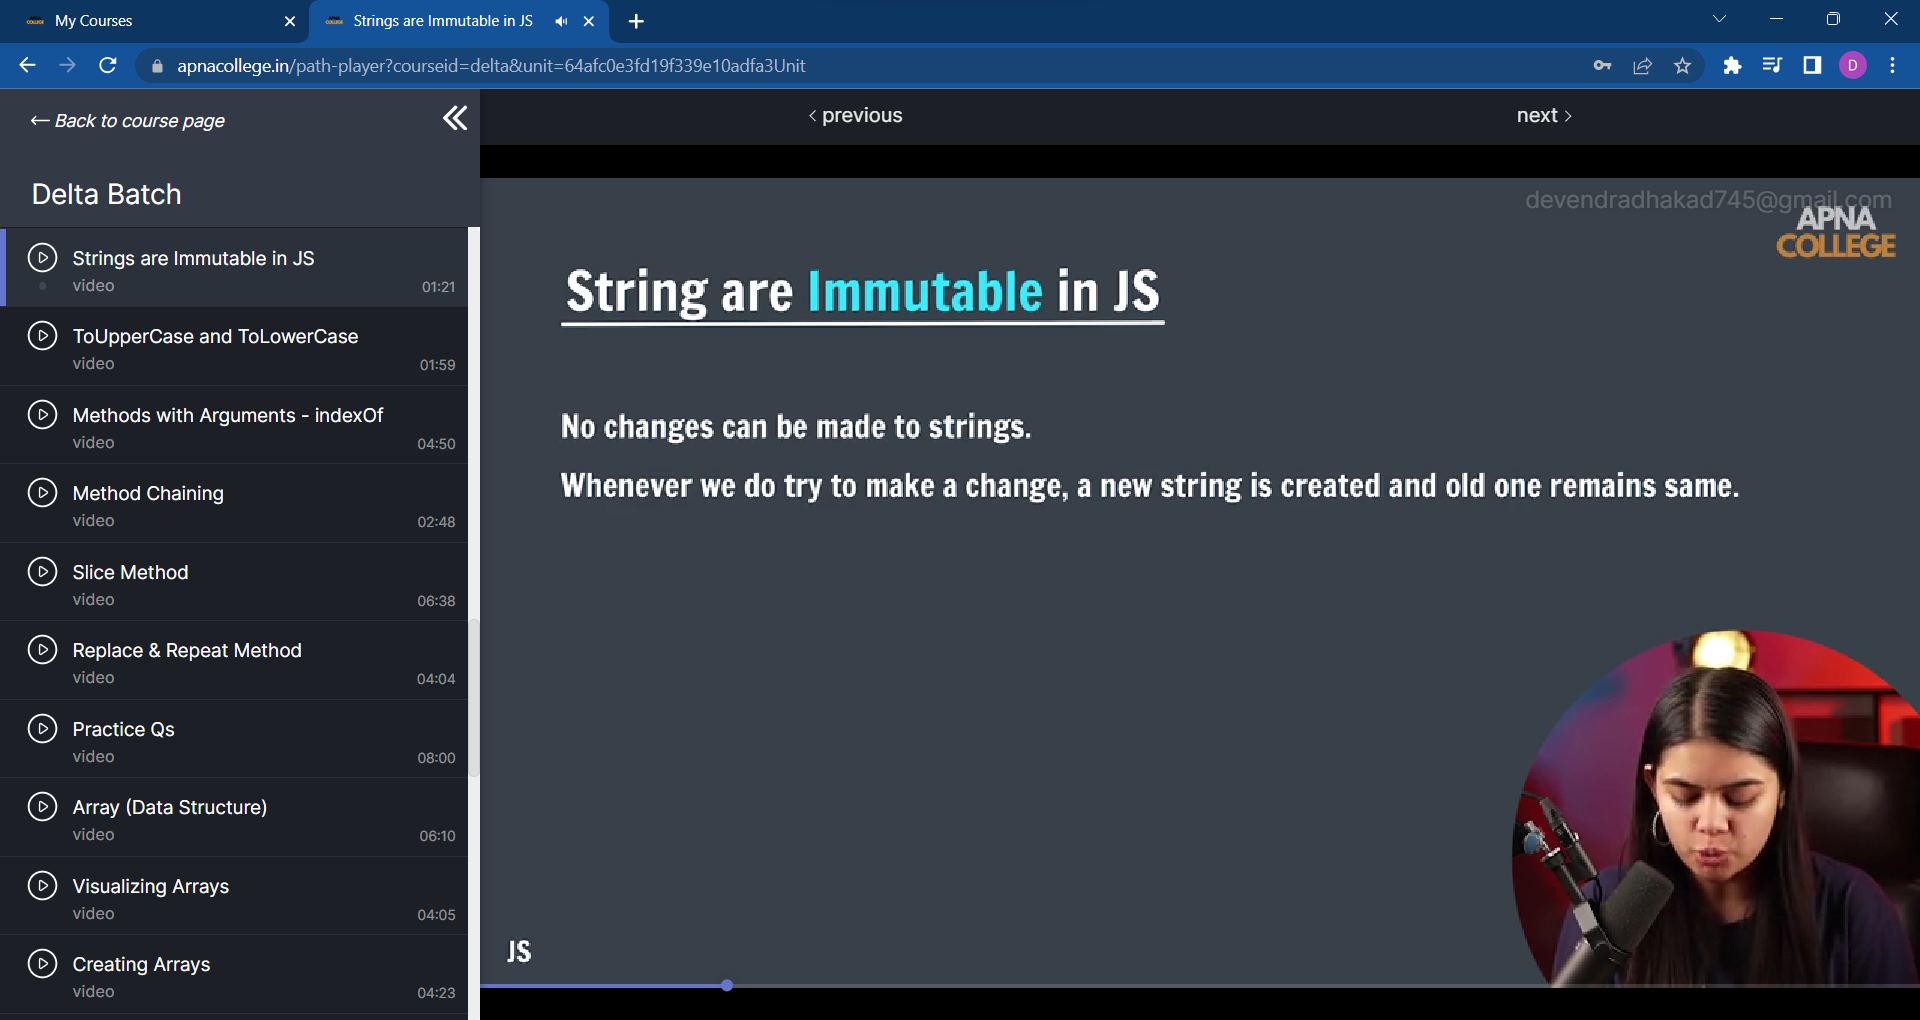 My Courses
Strings are Immutable in JS
apnacollege.in/path-player?courseid=delta&unit=64afc0e3fd19f339e10adfa3Unit
D
← Back to course page
‹ previous
next ›
Delta Batch
Strings are Immutable in JS
video 01:21
ToUpperCase and ToLowerCase
video 01:59
Methods with Arguments - indexOf
video 04:50
Method Chaining
video 02:48
Slice Method
video 06:38
Replace & Repeat Method
video 04:04
Practice Qs
video 08:00
Array (Data Structure)
video 06:10
Visualizing Arrays
video 04:05
Creating Arrays
video 04:23
devendradhakad745@gmail.com
APNA
COLLEGE
String are Immutable in JS
No changes can be made to strings.
Whenever we do try to make a change, a new string is created and old one remains same.
JS